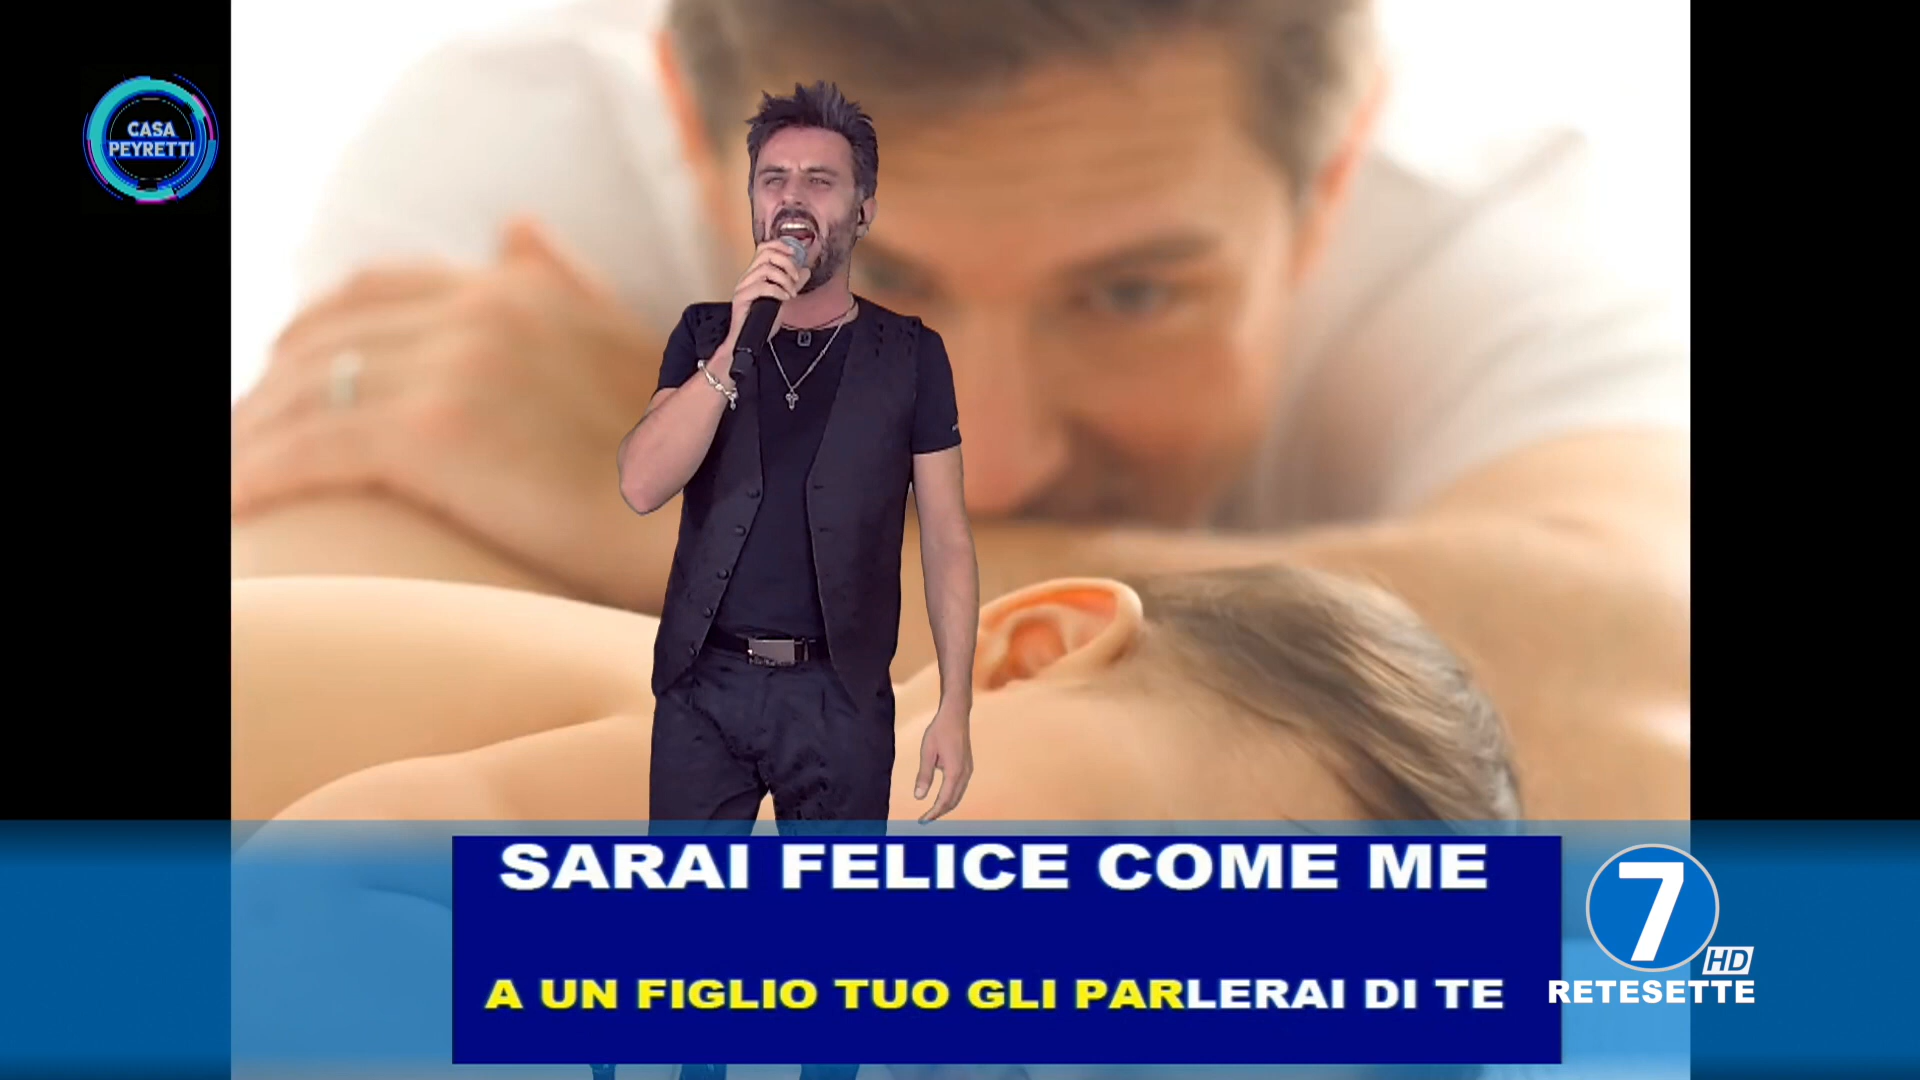 CASA
PEYRETTI
SARAI FELICE COME ME
A UN FIGLIO TUO GLI PARLERAI DI TE
7
HD
RETESETTE